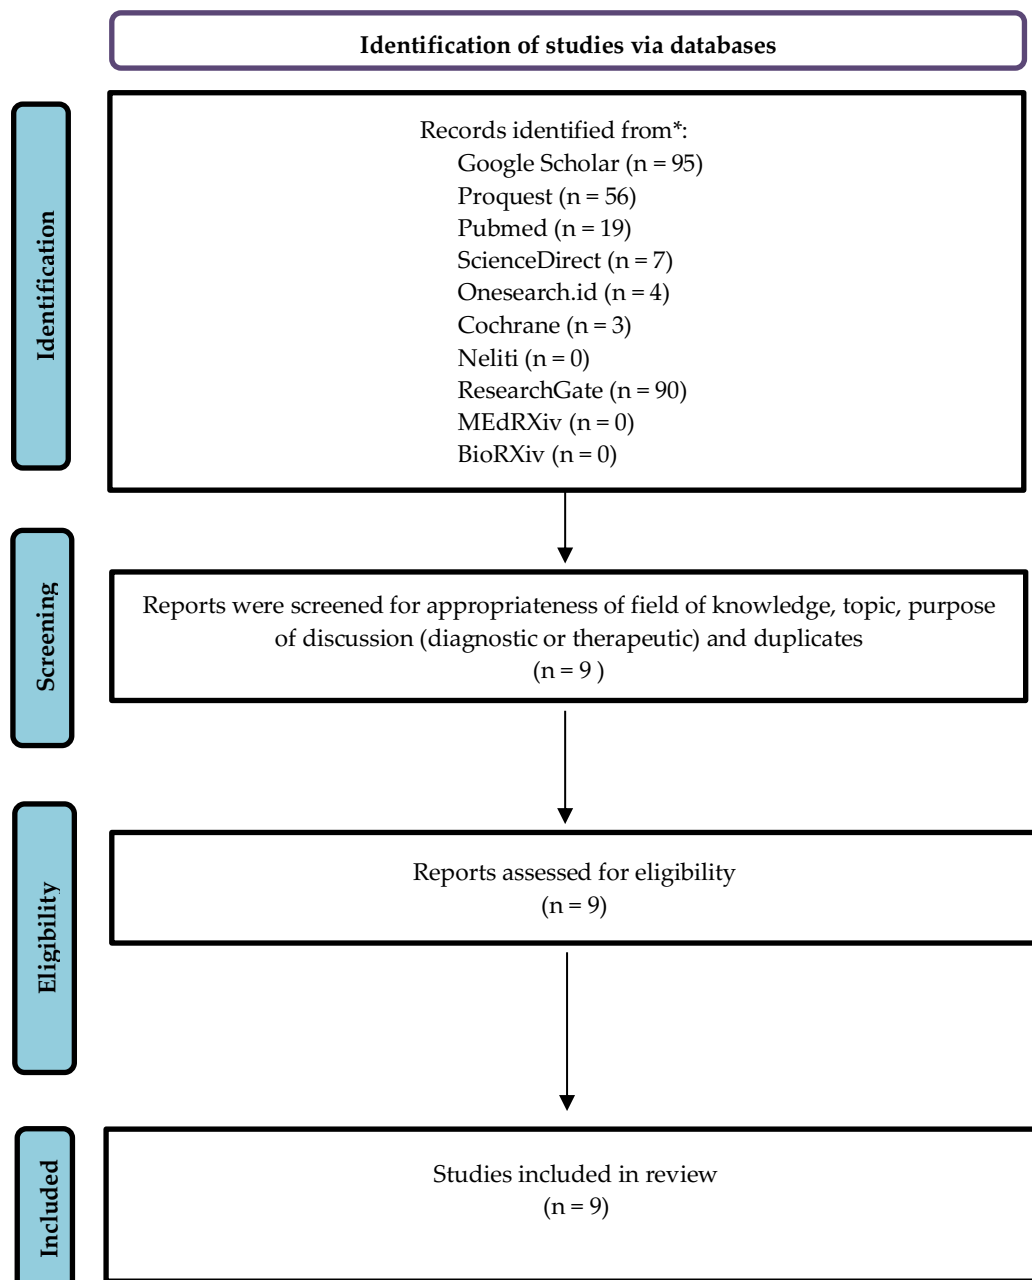 Identification of studies via databases
Identification
Records identified from*:
Google Scholar (n = 95)
Proquest (n = 56)
Pubmed (n = 19)
ScienceDirect (n = 7)
Onesearch.id (n = 4)
Cochrane (n = 3)
Neliti (n = 0)
ResearchGate (n = 90)
MEdRXiv (n = 0)
BioRXiv (n = 0)
Screening
Reports were screened for appropriateness of field of knowledge, topic, purpose
of discussion (diagnostic or therapeutic) and duplicates
(n = 9 )
Eligibility
Reports assessed for eligibility
(n = 9)
Included
Studies included in review
(n = 9)